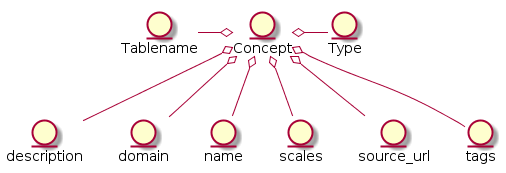 Tablename
Concept
Type
description
domain
name
scales
source_url
tags